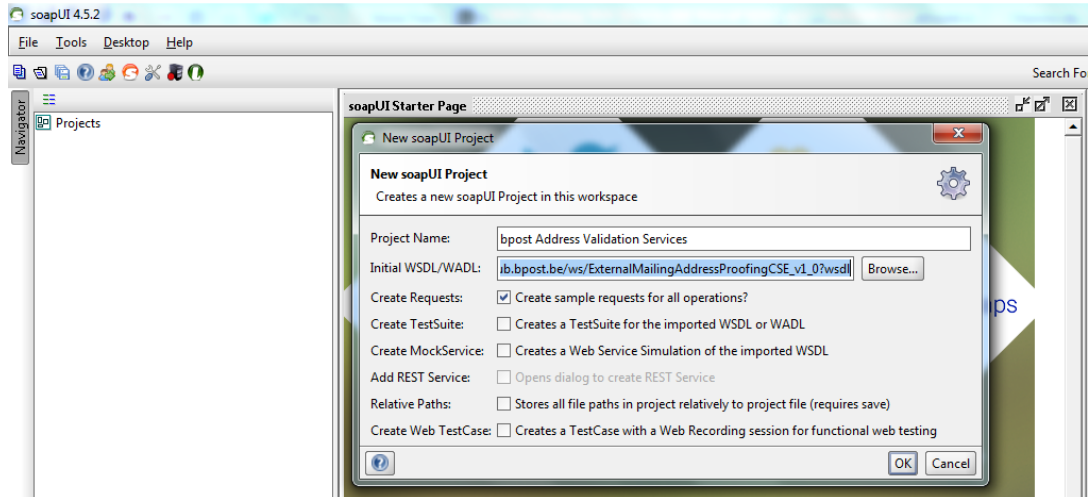 soapUI 4.5.2
File Tools Desktop Help
Search Fo
Navigator
Projects
soapUI Starter Page
New soapUI Project
New soapUI Project
Creates a new soapUI Project in this workspace
Project Name: bpost Address Validation Services
Initial WSDL/WADL: ub.bpost.be/ws/ExternalMailingAddressProofingCSE_v1_0?wsdl Browse...
Create Requests: Create sample requests for all operations?
Create TestSuite: Creates a TestSuite for the imported WSDL or WADL
Create MockService: Creates a Web Service Simulation of the imported WSDL
Add REST Service: Opens dialog to create REST Service
Relative Paths: Stores all file paths in project relatively to project file (requires save)
Create Web TestCase: Creates a TestCase with a Web Recording session for functional web testing
OK Cancel
ps